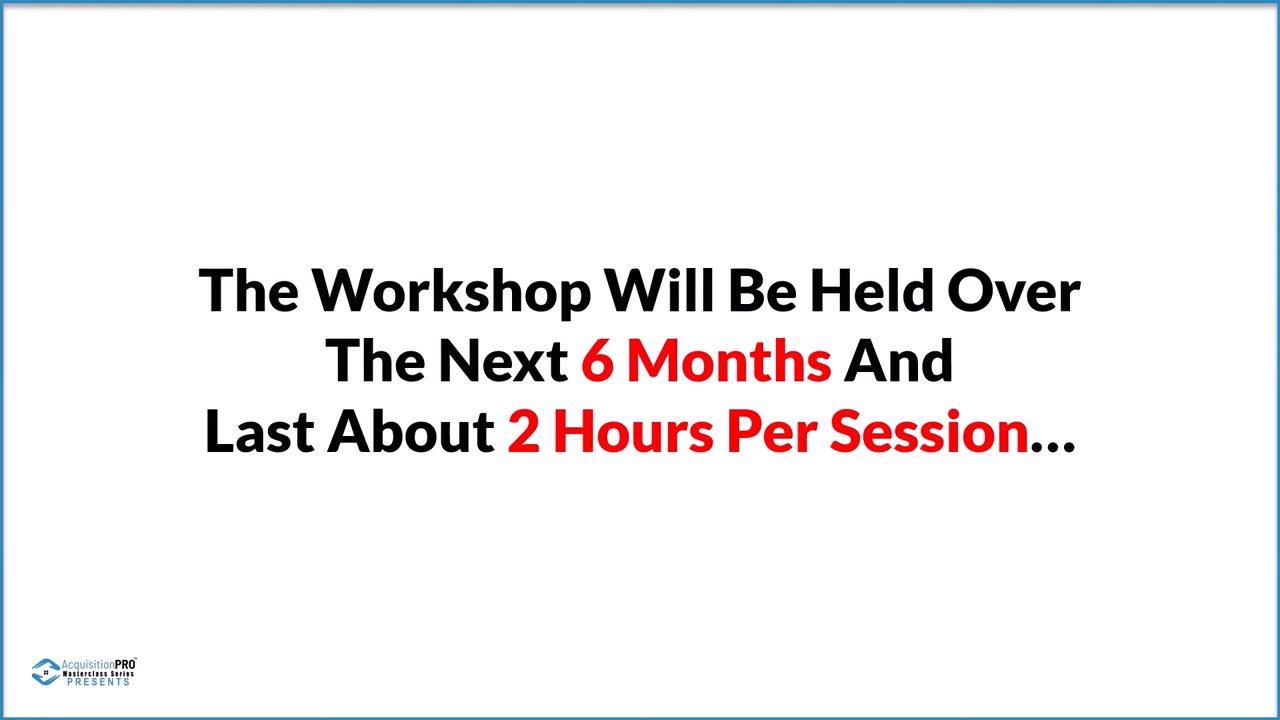 The Workshop Will Be Held Over
The Next 6 Months And
Last About 2 Hours Per Session...
AcquisitionPRO™
Masterclass Series
PRESENTS